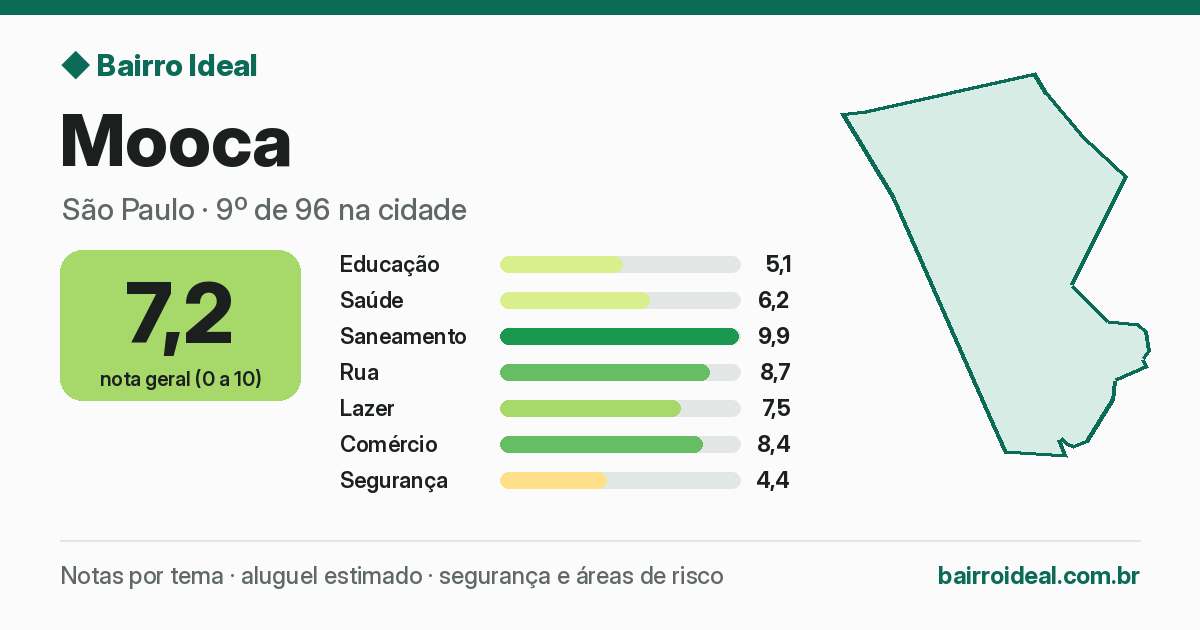 Bairro Ideal
Mooca
São Paulo · 9º de 96 na cidade
7,2
nota geral (0 a 10)
Educação 5,1
Saúde 6,2
Saneamento 9,9
Rua 8,7
Lazer 7,5
Comércio 8,4
Segurança 4,4
Notas por tema · aluguel estimado · segurança e áreas de risco
bairroideal.com.br